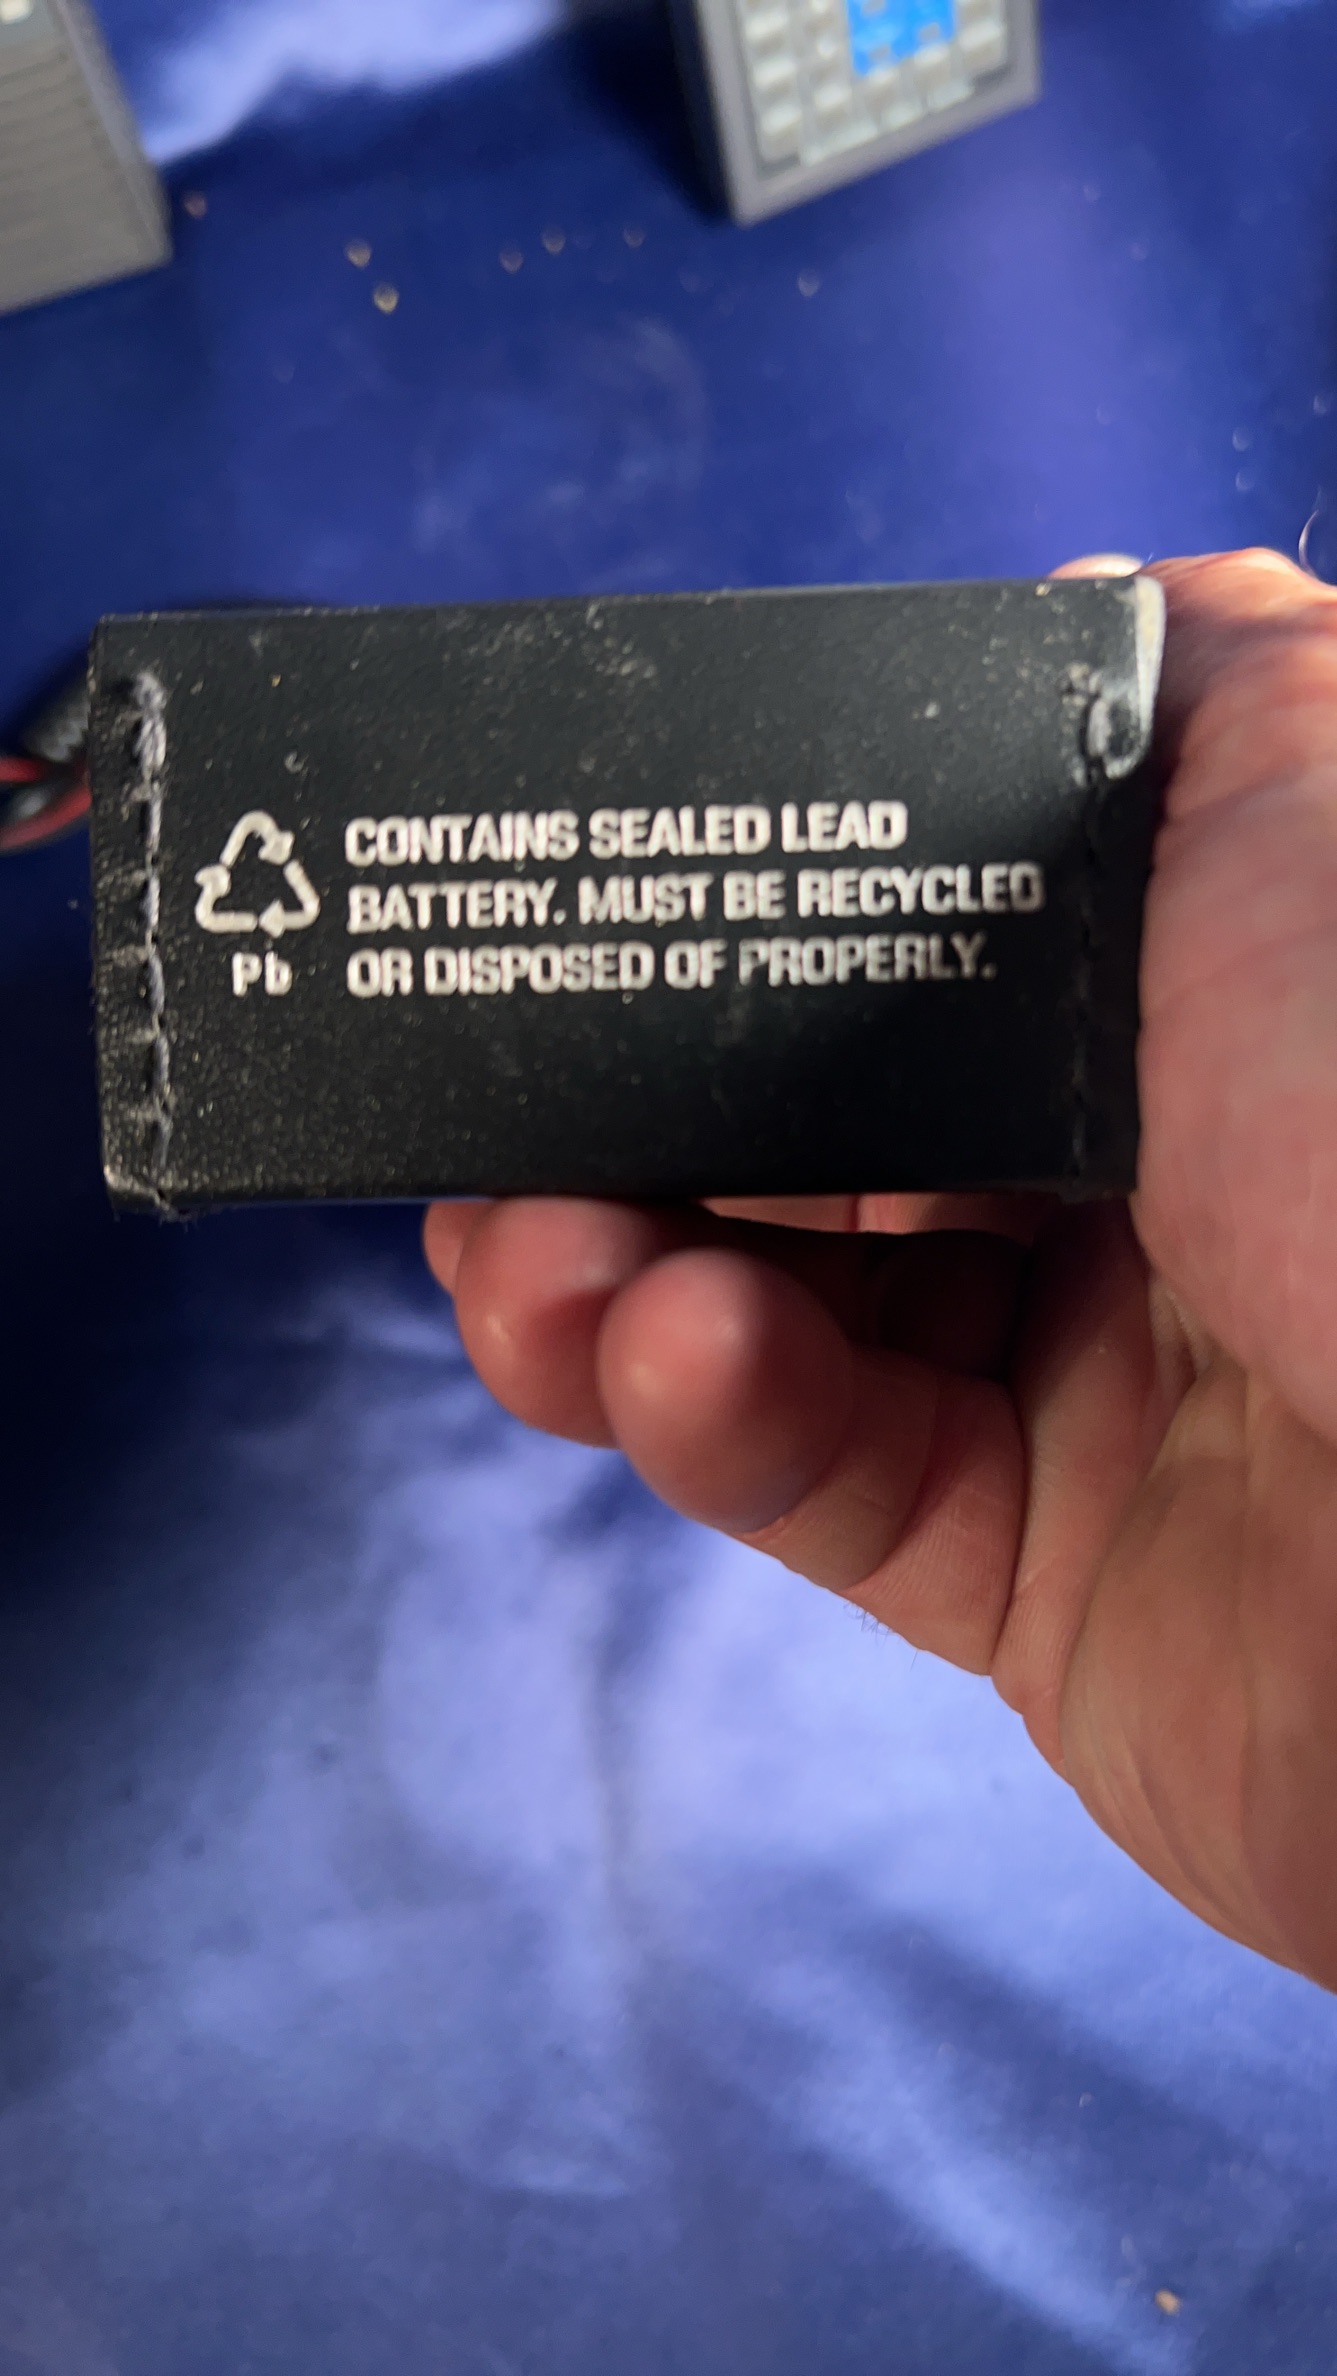 CONTAINS SEALED LEAD
BATTERY. MUST BE RECYCLED
OR DISPOSED OF PROPERLY.
Pb